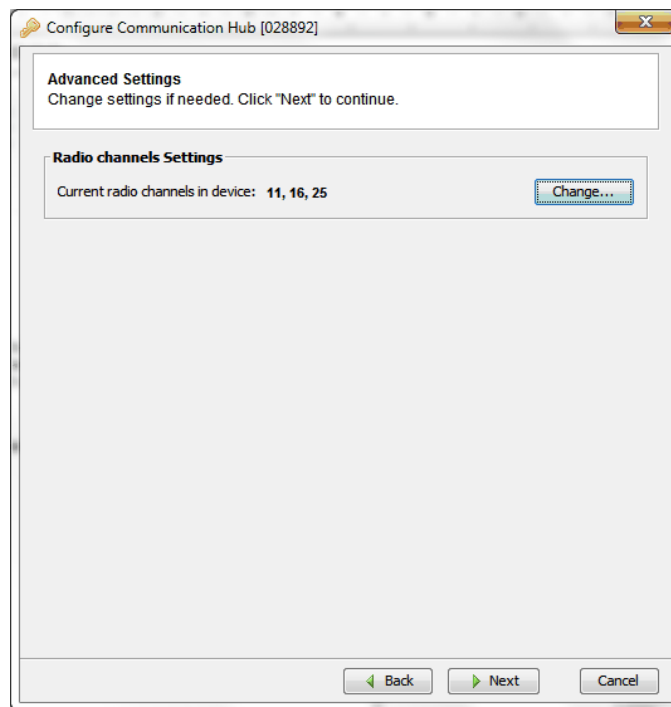 Configure Communication Hub [028892]
Advanced Settings
Change settings if needed. Click "Next" to continue.
Radio channels Settings
Current radio channels in device: 11, 16, 25
Change...
Back
Next
Cancel